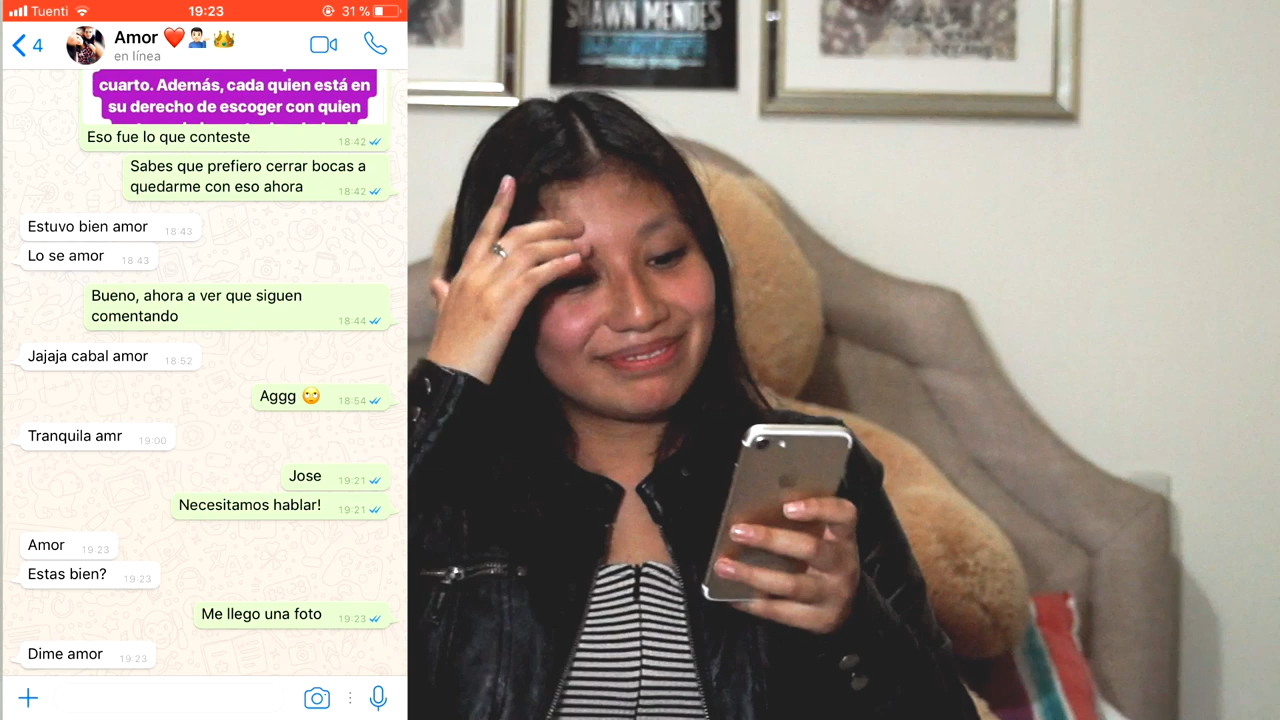 Tuenti
19:23
31 %
4
Amor
en línea
cuarto. Además, cada quien está en
su derecho de escoger con quien
Eso fue lo que conteste
18:42
Sabes que prefiero cerrar bocas a
quedarme con eso ahora
18:42
Estuvo bien amor
18:43
Lo se amor
18:43
Bueno, ahora a ver que siguen
comentando
18:44
Jajaja cabal amor
18:52
Aggg 🙄
18:54
Tranquila amr
19:00
Jose
19:21
Necesitamos hablar!
19:21
Amor
19:23
Estas bien?
19:23
Me llego una foto
19:23
Dime amor
19:23
SHAWN MENDES